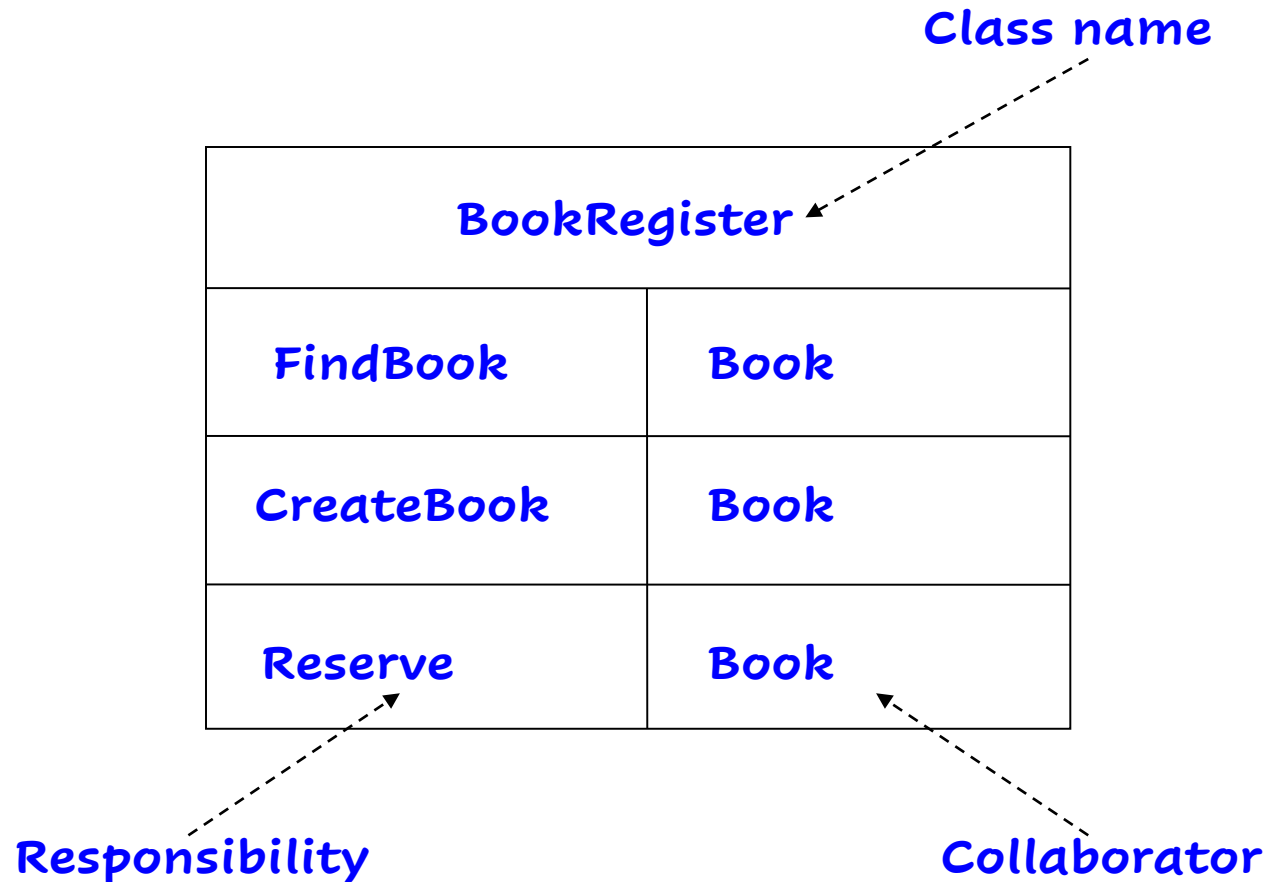 Class name
BookRegister
FindBook Book
CreateBook Book
Reserve Book
Responsibility Collaborator